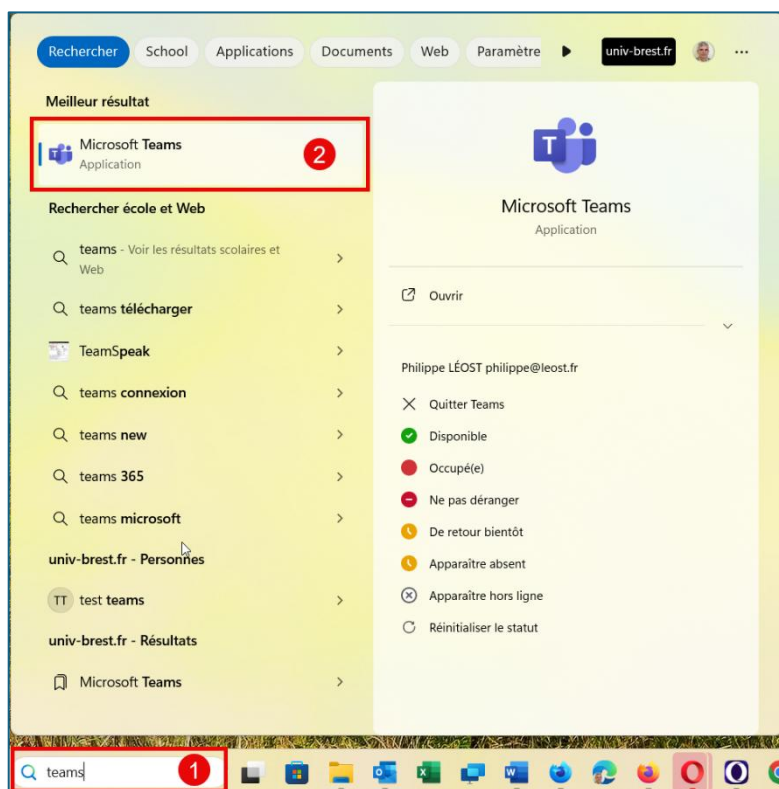 Rechercher School Applications Documents Web Paramètre univ-brest.fr ...
Meilleur résultat
Microsoft Teams
Application
2
Rechercher école et Web
teams - Voir les résultats scolaires et
Web
teams télécharger
TeamSpeak
teams connexion
teams new
teams 365
teams microsoft
univ-brest.fr - Personnes
TT test teams
univ-brest.fr - Résultats
Microsoft Teams
T
Microsoft Teams
Application
Ouvrir
Philippe LÉOST philippe@leost.fr
Quitter Teams
Disponible
Occupé(e)
Ne pas déranger
De retour bientôt
Apparaître absent
Apparaître hors ligne
Réinitialiser le statut
teams 1